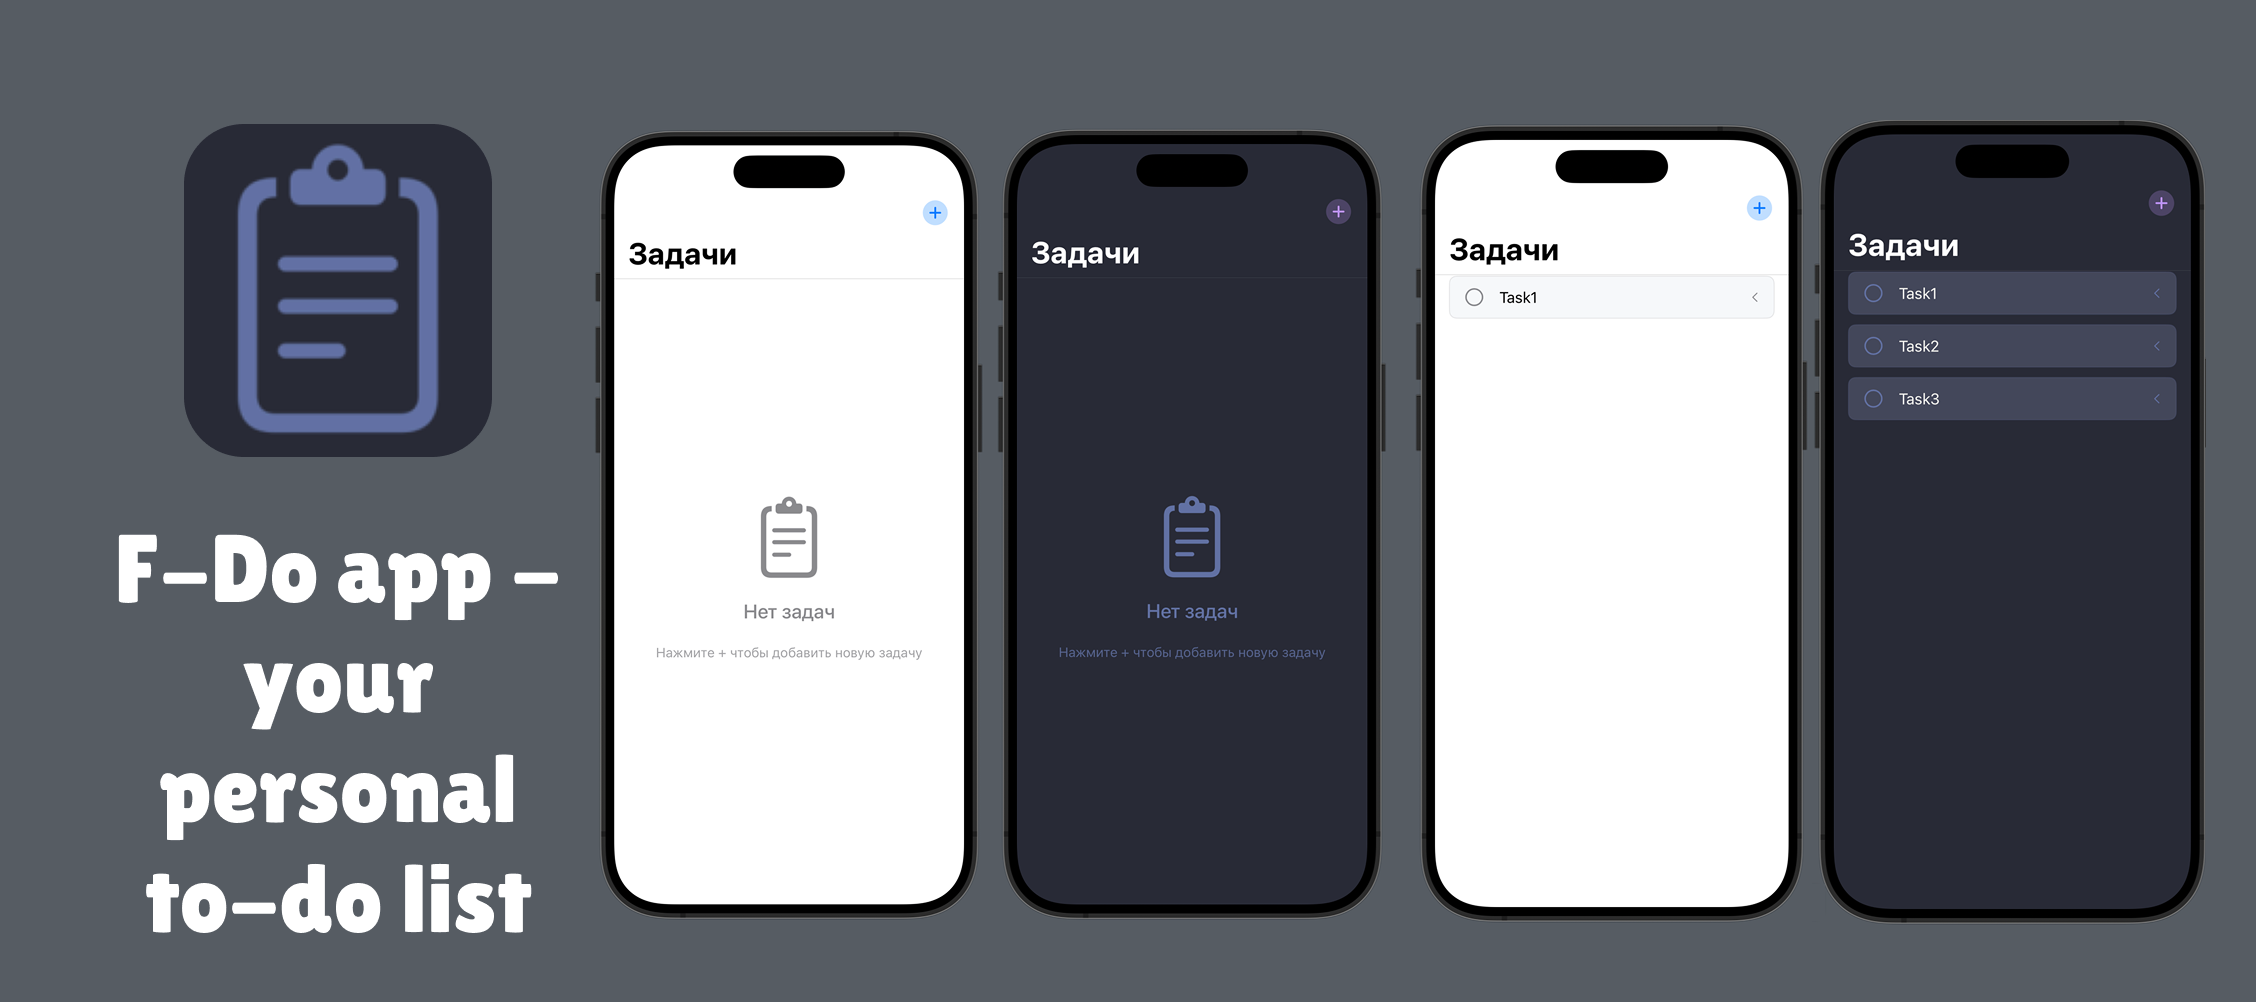 F-Do app -
your
personal
to-do list
+
Задачи
Нет задач
Нажмите + чтобы добавить новую задачу
+
Задачи
Нет задач
Нажмите + чтобы добавить новую задачу
+
Задачи
Task1
+
Задачи
Task1
Task2
Task3